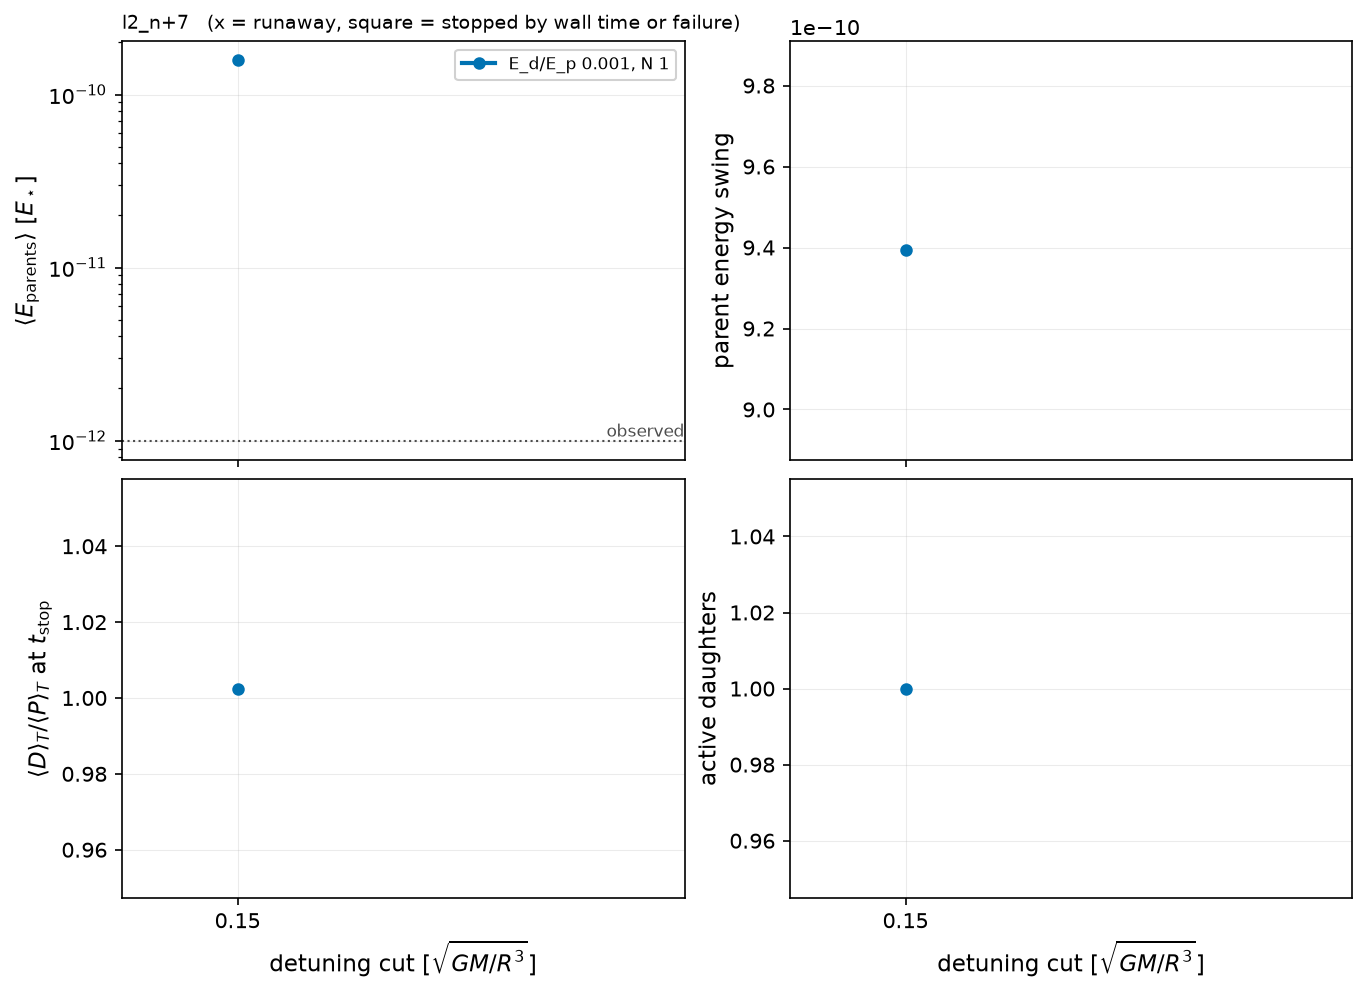 l2_n+7 (x = runaway, square = stopped by wall time or failure)
E_d/E_p 0.001, N 1
10⁻¹⁰
10⁻¹¹
10⁻¹²
⟨E_parents⟩ [E⋆]
observed
1e−10
9.8
9.6
9.4
9.2
9.0
parent energy swing
1.04
1.02
1.00
0.98
0.96
⟨D⟩_T/⟨P⟩_T at t_stop
0.15
detuning cut [√GM/R³]
1.04
1.02
1.00
0.98
0.96
active daughters
0.15
detuning cut [√GM/R³]